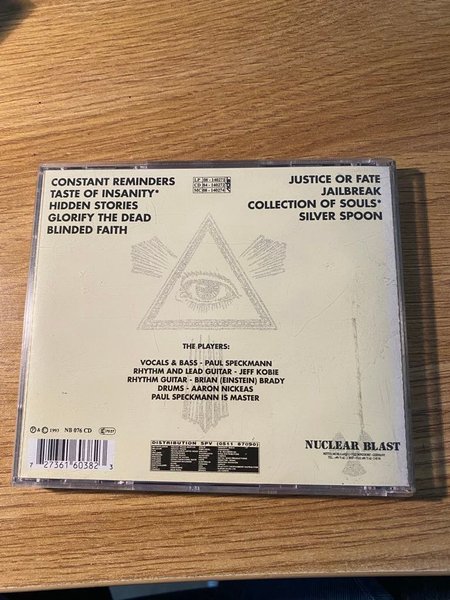 CONSTANT REMINDERS
TASTE OF INSANITY*
HIDDEN STORIES
GLORIFY THE DEAD
BLINDED FAITH
JUSTICE OR FATE
JAILBREAK
COLLECTION OF SOULS*
SILVER SPOON
THE PLAYERS:
VOCALS & BASS - PAUL SPECKMANN
RHYTHM AND LEAD GUITAR - JEFF KOBIE
RHYTHM GUITAR - BRIAN (EINSTEIN) BRADY
DRUMS - AARON NICKEAS
PAUL SPECKMANN IS MASTER
℗ & © 1993 NB 076 CD
7 27361 60382 3
DISTRIBUTION SPV (0511 87090)
NUCLEAR BLAST